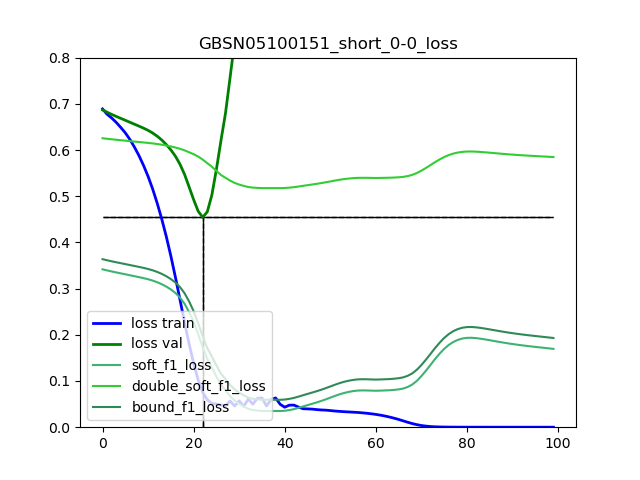 GBSN05100151_short_0-0_loss
0.8
0.7
0.6
0.5
0.4
0.3
0.2
0.1
0.0
loss train
loss val
soft_f1_loss
double_soft_f1_loss
bound_f1_loss
0 20 40 60 80 100